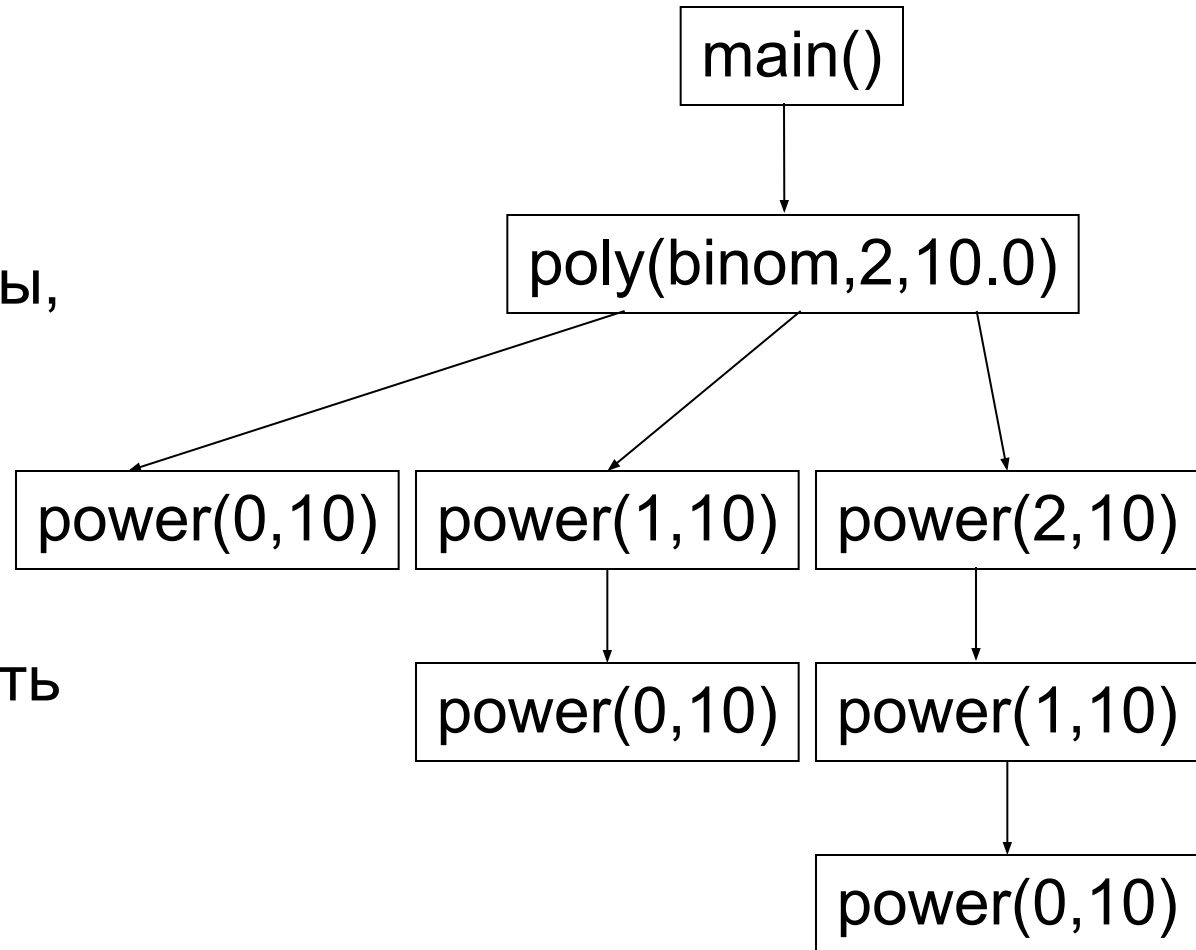 main()
poly(binom,2,10.0)
ы,
power(0,10) power(1,10) power(2,10)
ть
power(0,10) power(1,10)
power(0,10)